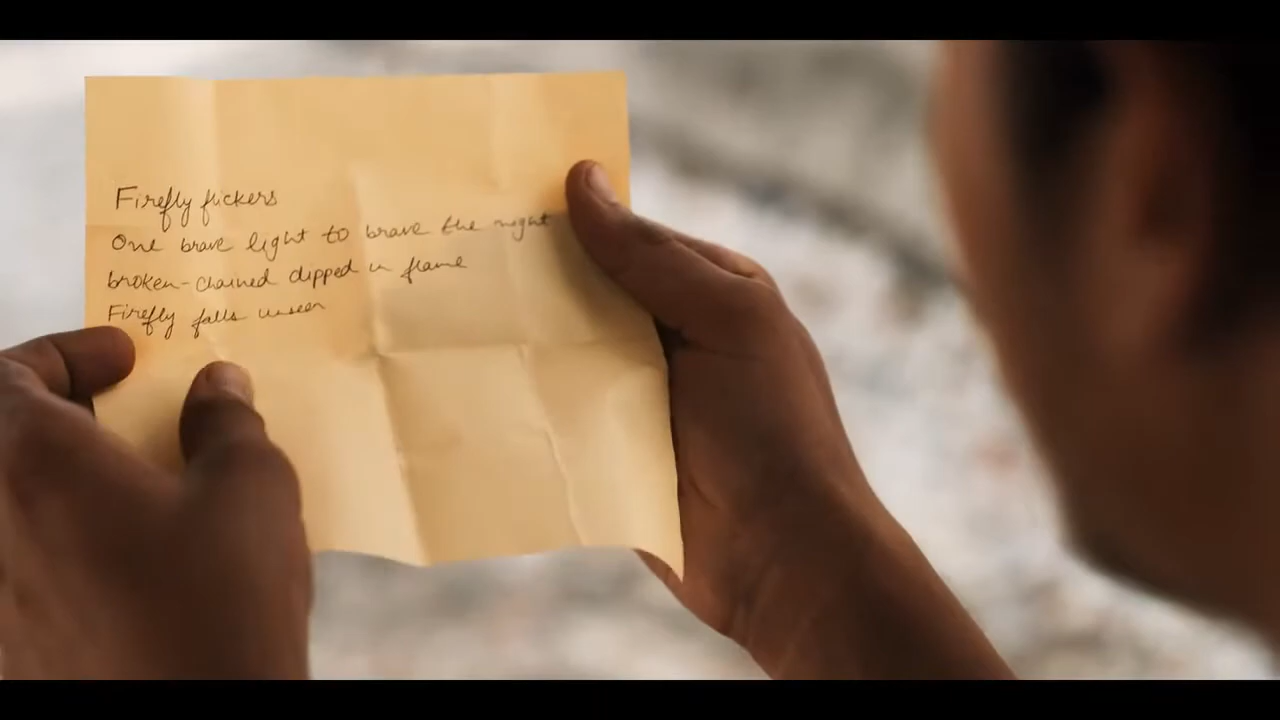 Firefly flickers
One brave light to brave the night
broken-chained dipped in flame
Firefly falls unseen